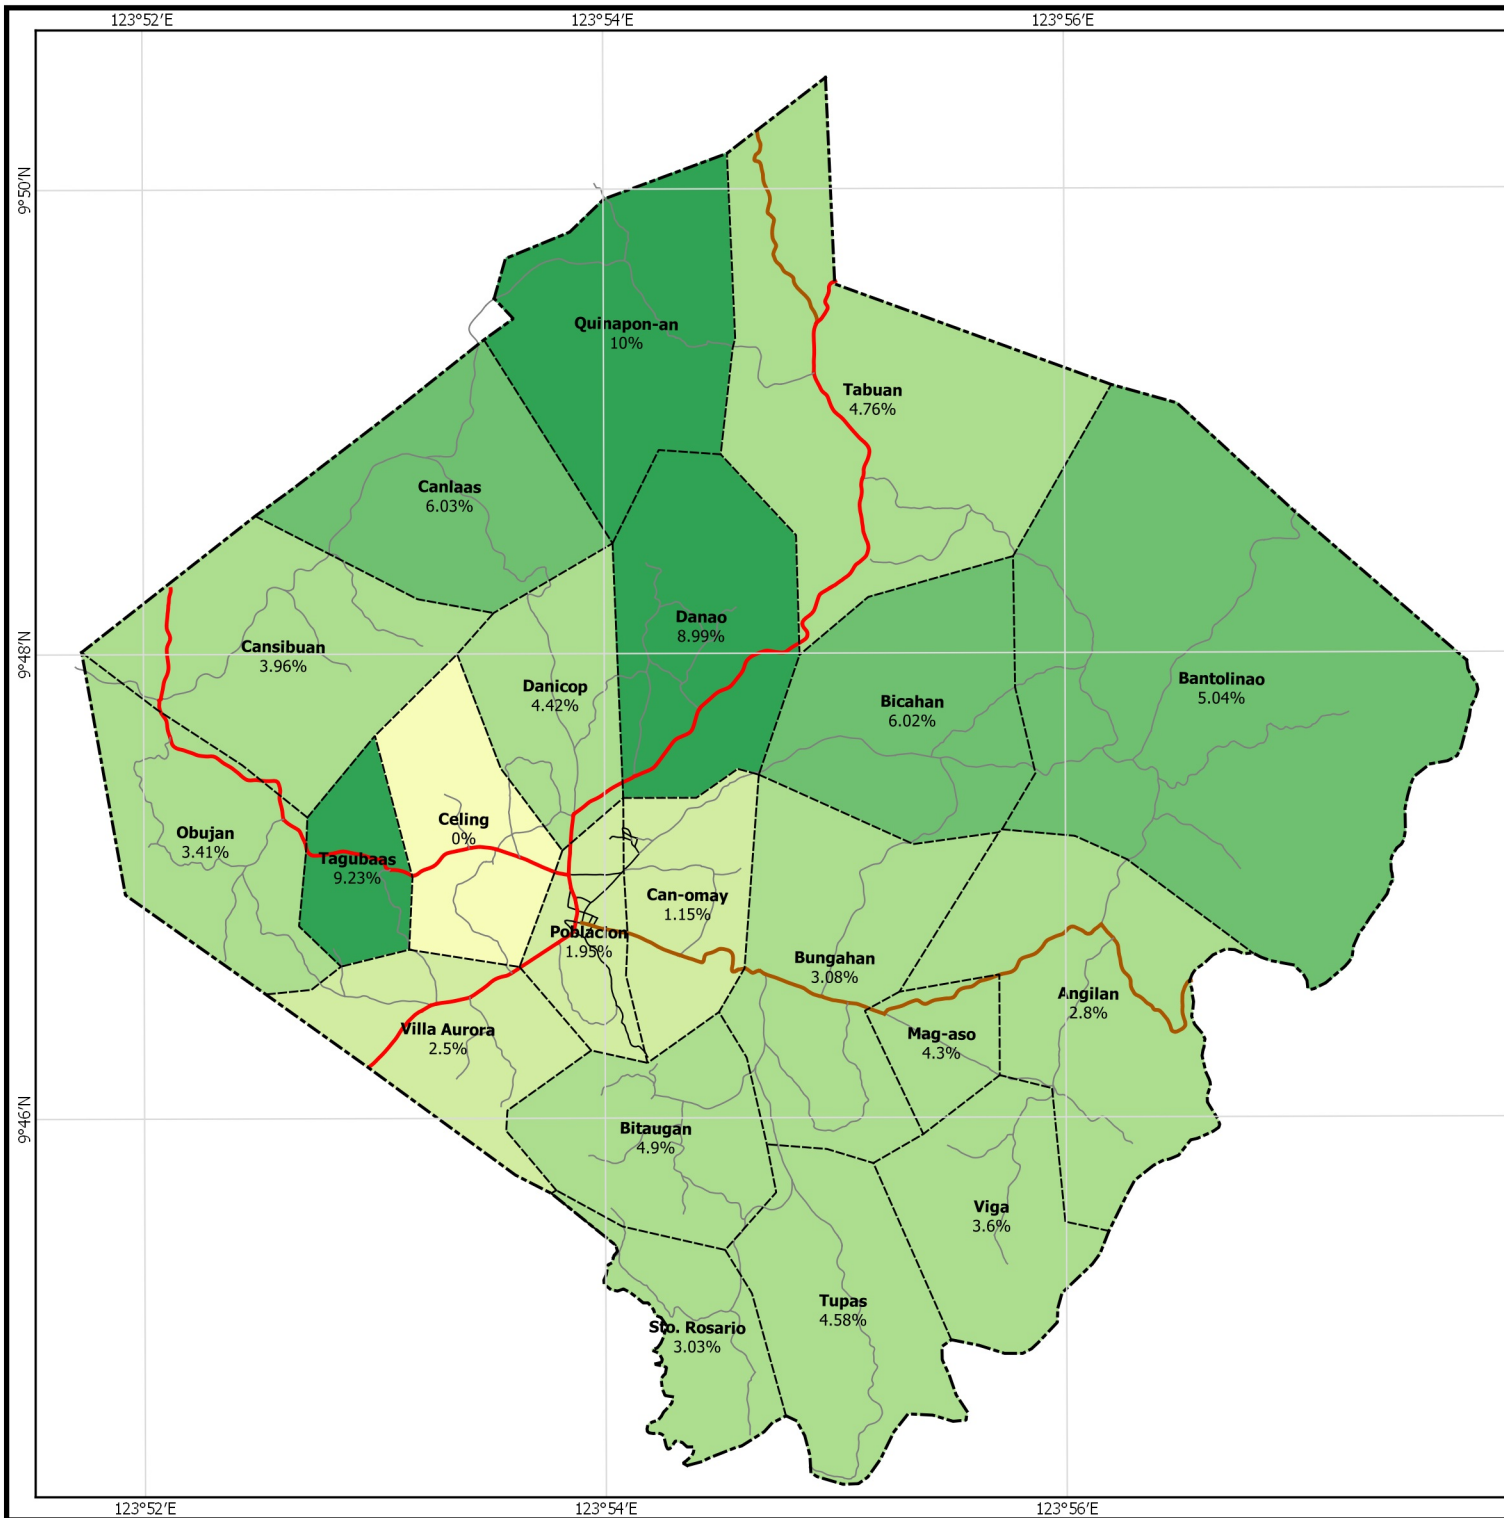 123°52'E
123°54'E
123°56'E
9°50'N
Quinapon-an
10%
Tabuan
4.76%
Canlaas
6.03%
Danao
8.99%
9°48'N
Cansibuan
3.96%
Danicop
4.42%
Bicahan
6.02%
Bantolinao
5.04%
Celing
0%
Obujan
3.41%
Tagubaas
9.23%
Can-omay
1.15%
Poblacion
1.95%
Bungahan
3.08%
Angilan
2.8%
Villa Aurora
2.5%
Mag-aso
4.3%
9°46'N
Bitaugan
4.9%
Viga
3.6%
Tupas
4.58%
Sto. Rosario
3.03%
123°52'E
123°54'E
123°56'E